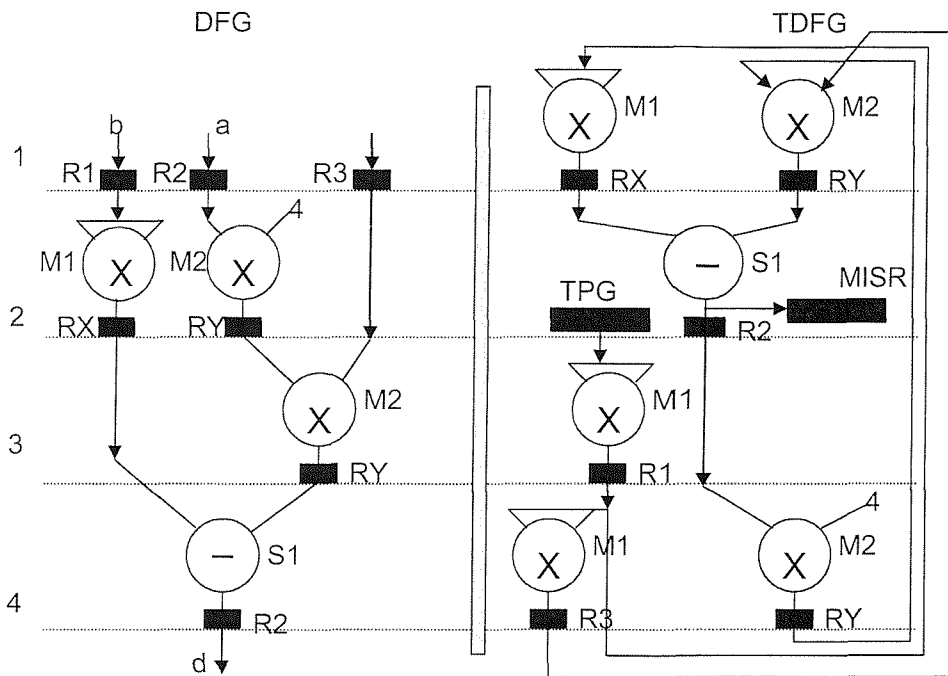 DFG
TDFG
M1
X
M2
X
b
a
1
R1
R2
R3
RX
RY
4
M1
X
M2
X
–
S1
TPG
MISR
2
RX
RY
R2
X
M2
X
M1
3
RY
R1
4
–
S1
X
M1
X
M2
4
R2
R3
RY
d